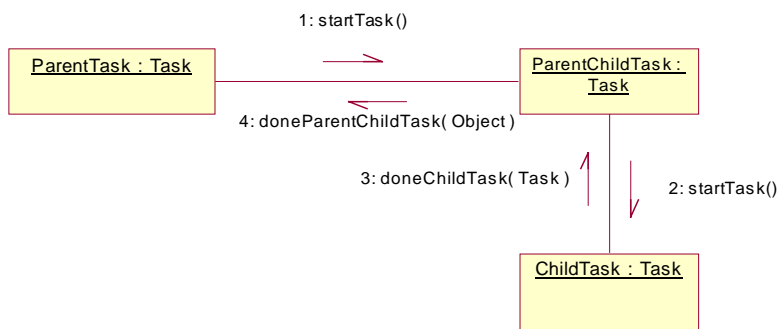 1: startTask()
ParentTask : Task
ParentChildTask :
Task
4: doneParentChildTask( Object )
3: doneChildTask( Task )
2: startTask()
ChildTask : Task